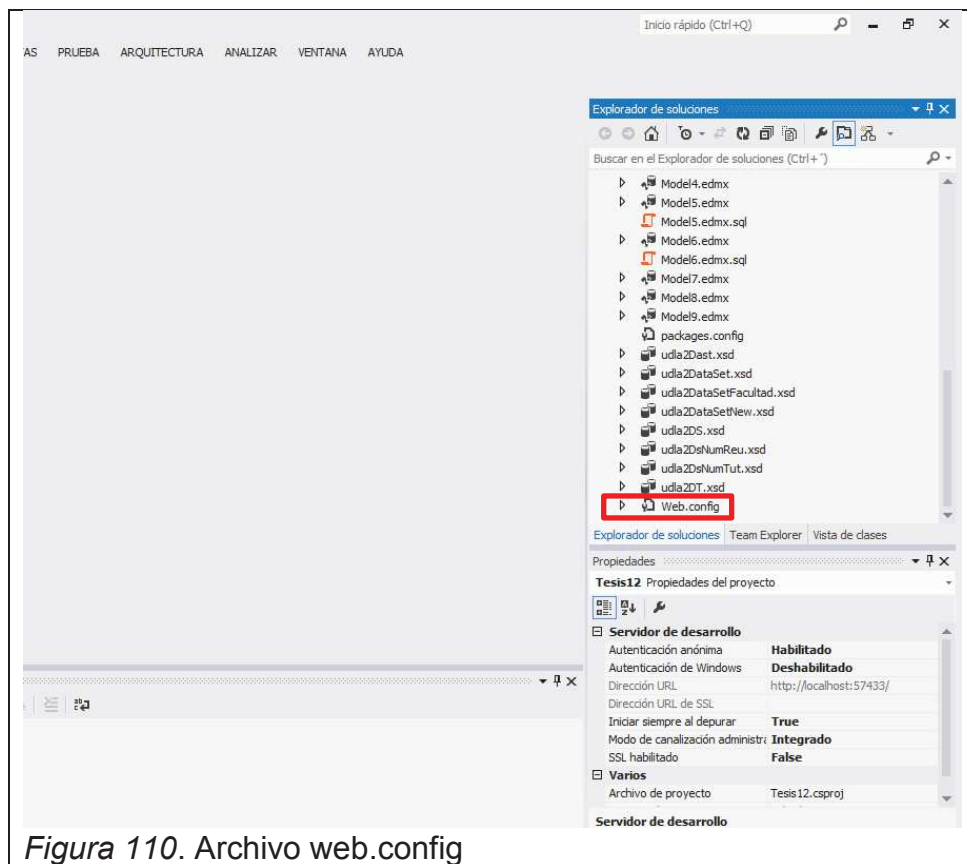 Inicio rápido (Ctrl+Q)
AS PRUEBA ARQUITECTURA ANALIZAR VENTANA AYUDA
Explorador de soluciones
Buscar en el Explorador de soluciones (Ctrl+´)
Model4.edmx
Model5.edmx
Model5.edmx.sql
Model6.edmx
Model6.edmx.sql
Model7.edmx
Model8.edmx
Model9.edmx
packages.config
udla2Dast.xsd
udla2DataSet.xsd
udla2DataSetFacultad.xsd
udla2DataSetNew.xsd
udla2DS.xsd
udla2DsNumReu.xsd
udla2DsNumTut.xsd
udla2DT.xsd
Web.config
Explorador de soluciones Team Explorer Vista de clases
Propiedades
Tesis12 Propiedades del proyecto
Servidor de desarrollo
Autenticación anónima Habilitado
Autenticación de Windows Deshabilitado
Dirección URL http://localhost:57433/
Dirección URL de SSL
Iniciar siempre al depurar True
Modo de canalización administra Integrado
SSL habilitado False
Varios
Archivo de proyecto Tesis12.csproj
Servidor de desarrollo
Figura 110. Archivo web.config